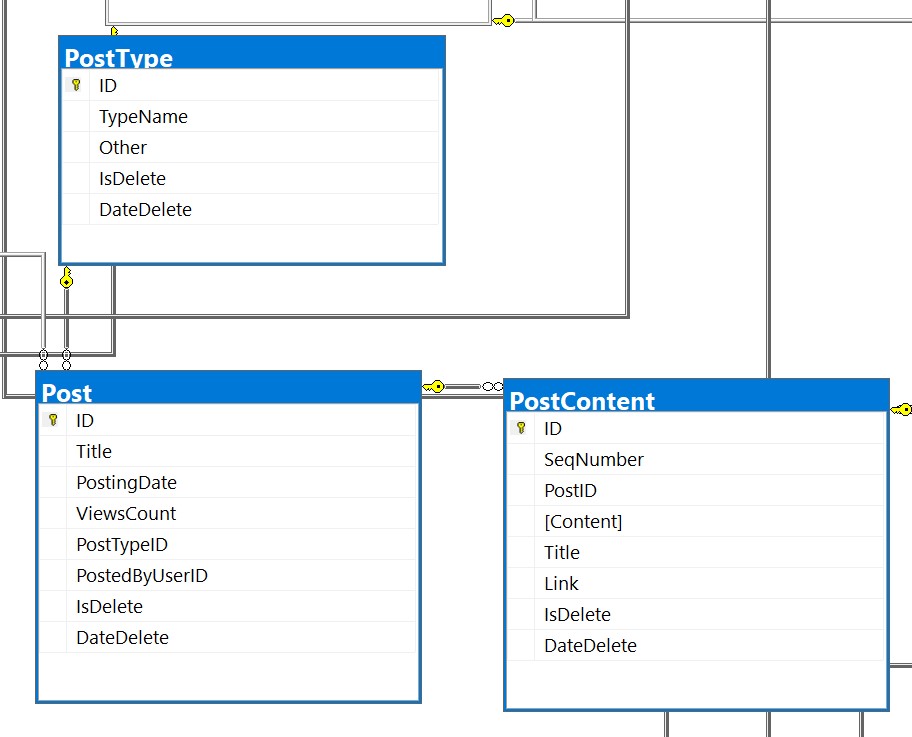 PostType
ID
TypeName
Other
IsDelete
DateDelete
Post
ID
Title
PostingDate
ViewsCount
PostTypeID
PostedByUserID
IsDelete
DateDelete
PostContent
ID
SeqNumber
PostID
[Content]
Title
Link
IsDelete
DateDelete